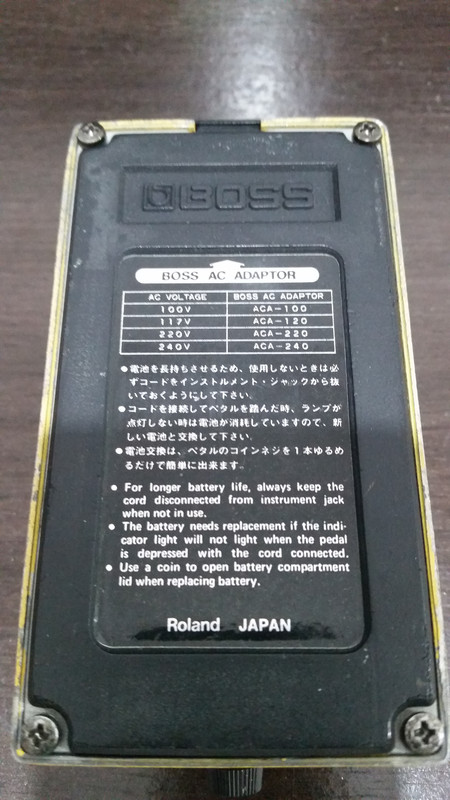 BOSS
BOSS AC ADAPTOR
AC VOLTAGE BOSS AC ADAPTOR
100V ACA-100
117V ACA-120
220V ACA-220
240V ACA-240
●電池を長持ちさせるため、使用しないときは必
ずコードをインストルメント・ジャックから抜
いておくようにして下さい。
●コードを接続してペタルを踏んだ時、ランプが
点灯しない時は電池が消耗していますので、新
しい電池と交換して下さい。
●電池交換は、ペタルのコインネジを1本ゆるめ
るだけで簡単に出来ます。
● For longer battery life, always keep the
cord disconnected from instrument jack
when not in use.
● The battery needs replacement if the indi-
cator light will not light when the pedal
is depressed with the cord connected.
● Use a coin to open battery compartment
lid when replacing battery.
Roland JAPAN